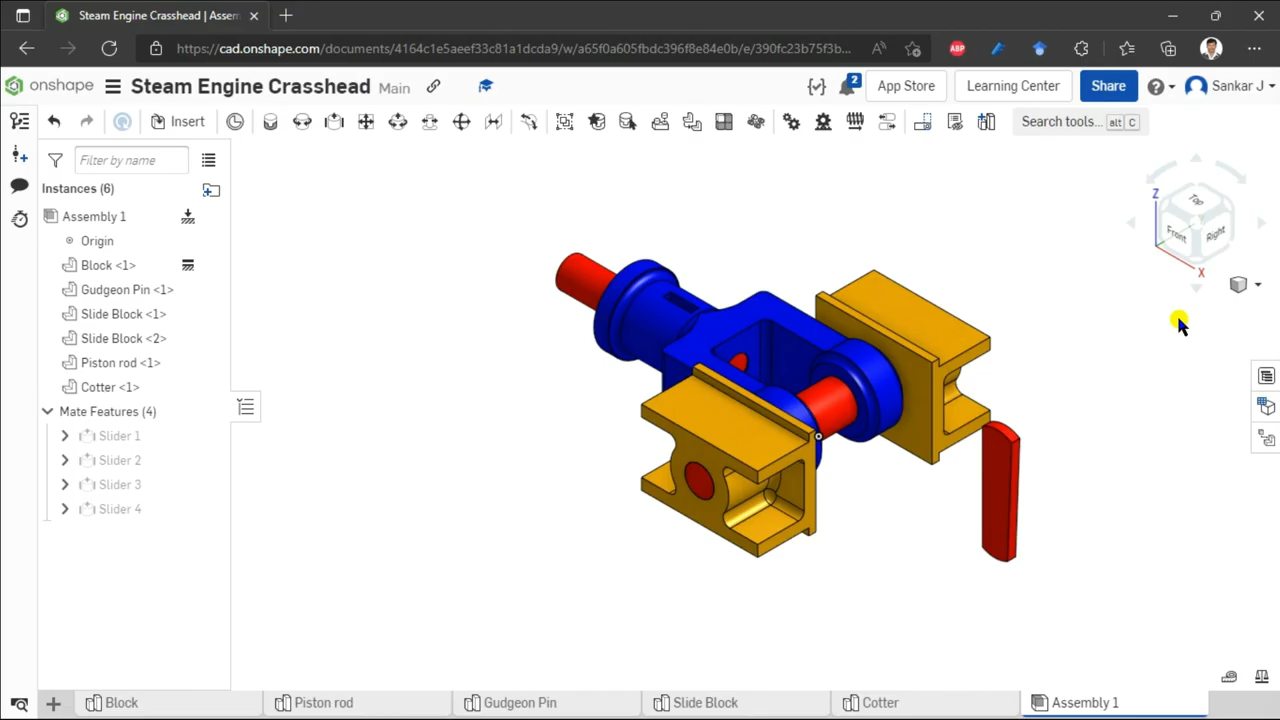 Steam Engine Crasshead | Assem
https://cad.onshape.com/documents/4164c1e5aeef33c81a1dcda9/w/a65f0a605fbdc396f8e84e0b/e/390fc23b75f3b...
ABP
onshape
Steam Engine Crasshead Main
2
App Store
Learning Center
Share
Sankar J
Insert
Search tools... alt C
Filter by name
Instances (6)
Assembly 1
Origin
Block <1>
Gudgeon Pin <1>
Slide Block <1>
Slide Block <2>
Piston rod <1>
Cotter <1>
Mate Features (4)
Slider 1
Slider 2
Slider 3
Slider 4
Z
Top
Front
Right
X
Block
Piston rod
Gudgeon Pin
Slide Block
Cotter
Assembly 1